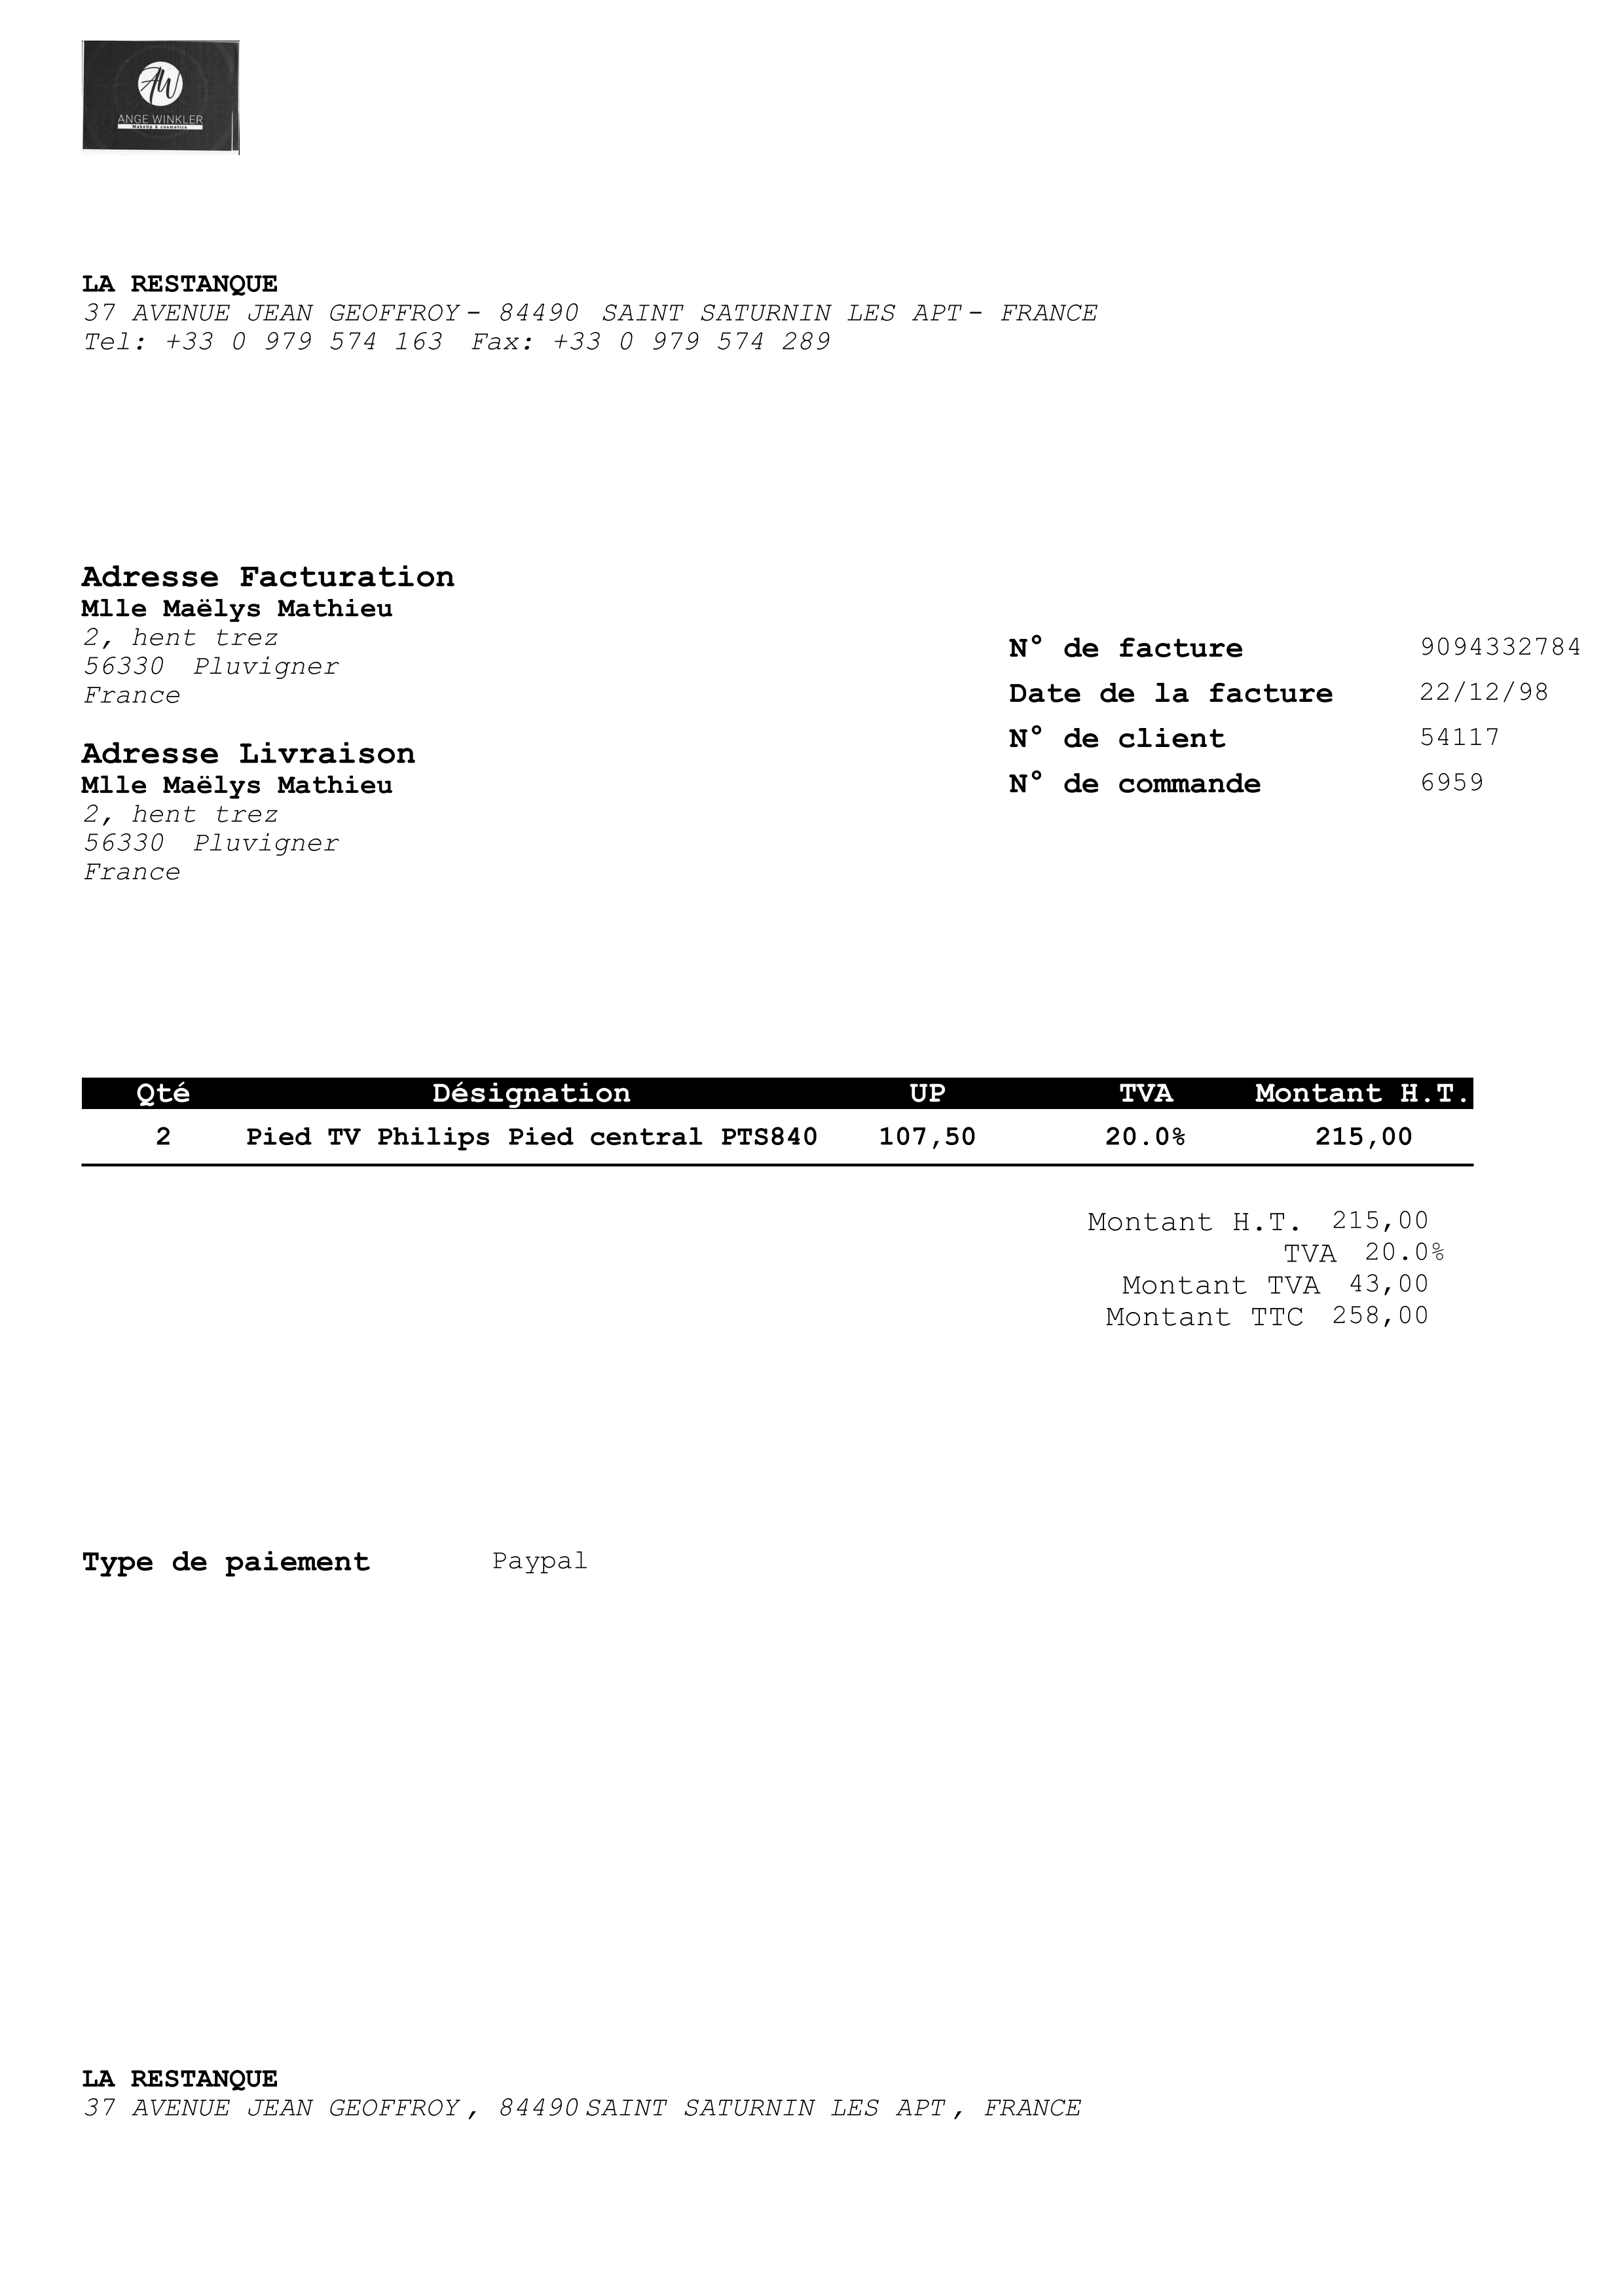 AW
ANGE WINKLER
MakeUp & cosmetics
LA RESTANQUE
37 AVENUE JEAN GEOFFROY - 84490 SAINT SATURNIN LES APT - FRANCE
Tel: +33 0 979 574 163 Fax: +33 0 979 574 289
Adresse Facturation
Mlle Maëlys Mathieu
2, hent trez
56330 Pluvigner
France
N° de facture 9094332784
Date de la facture 22/12/98
N° de client 54117
N° de commande 6959
Adresse Livraison
Mlle Maëlys Mathieu
2, hent trez
56330 Pluvigner
France
Qté Désignation UP TVA Montant H.T.
2 Pied TV Philips Pied central PTS840 107,50 20.0% 215,00
Montant H.T. 215,00
TVA 20.0%
Montant TVA 43,00
Montant TTC 258,00
Type de paiement Paypal
LA RESTANQUE
37 AVENUE JEAN GEOFFROY , 84490 SAINT SATURNIN LES APT , FRANCE